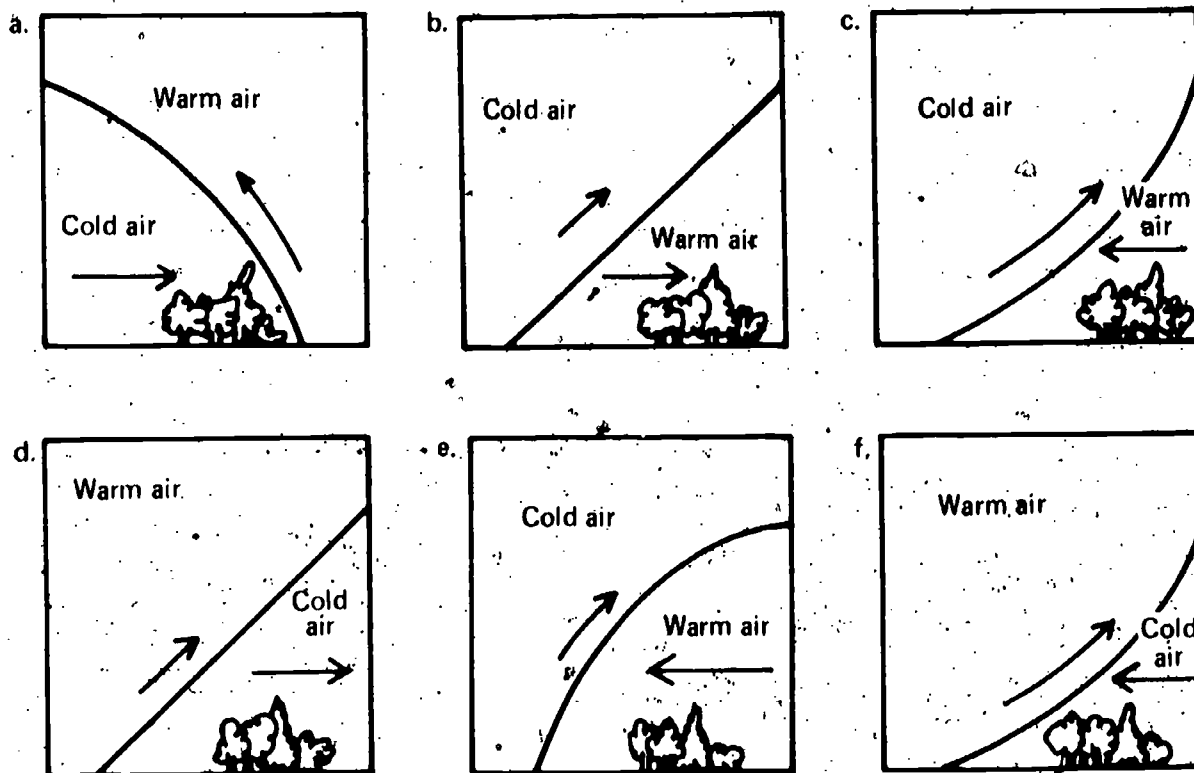 a.
Warm air
Cold air
b.
Cold air
Warm air
c.
Cold air
Warm
air
d.
Warm air
Cold
air
e.
Cold air
Warm air
f.
Warm air
Cold
air